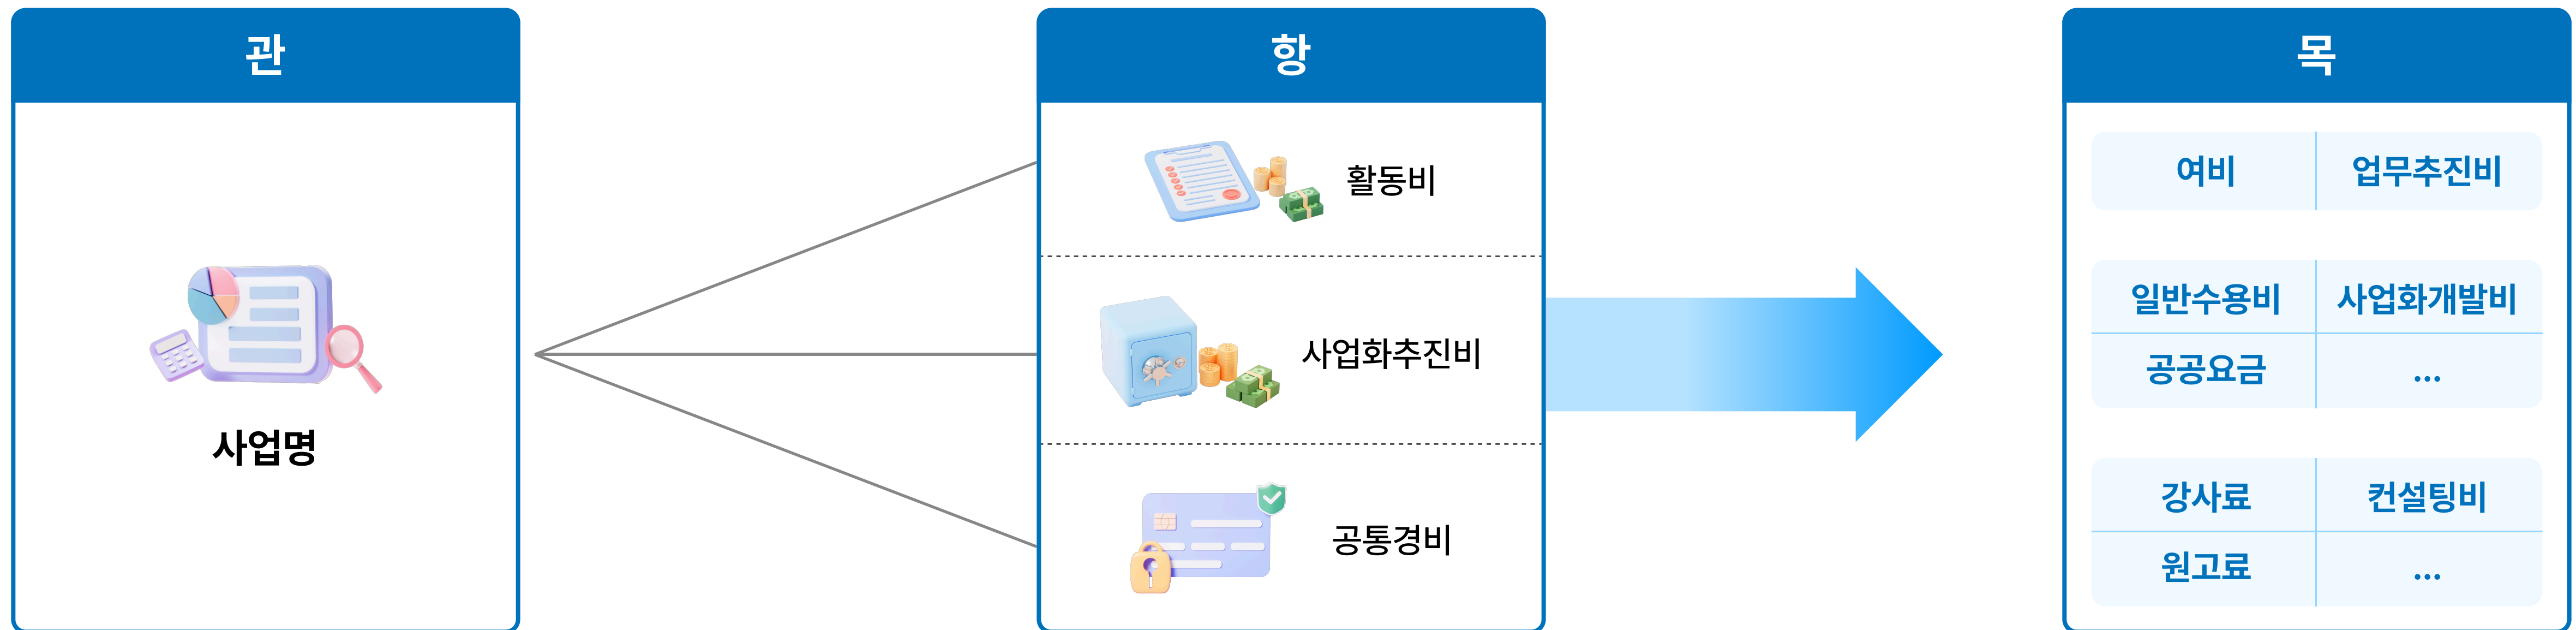 관
사업명
항
활동비
사업화추진비
공통경비
목
여비 업무추진비
일반수용비 사업화개발비
공공요금 ...
강사료 컨설팅비
원고료 ...